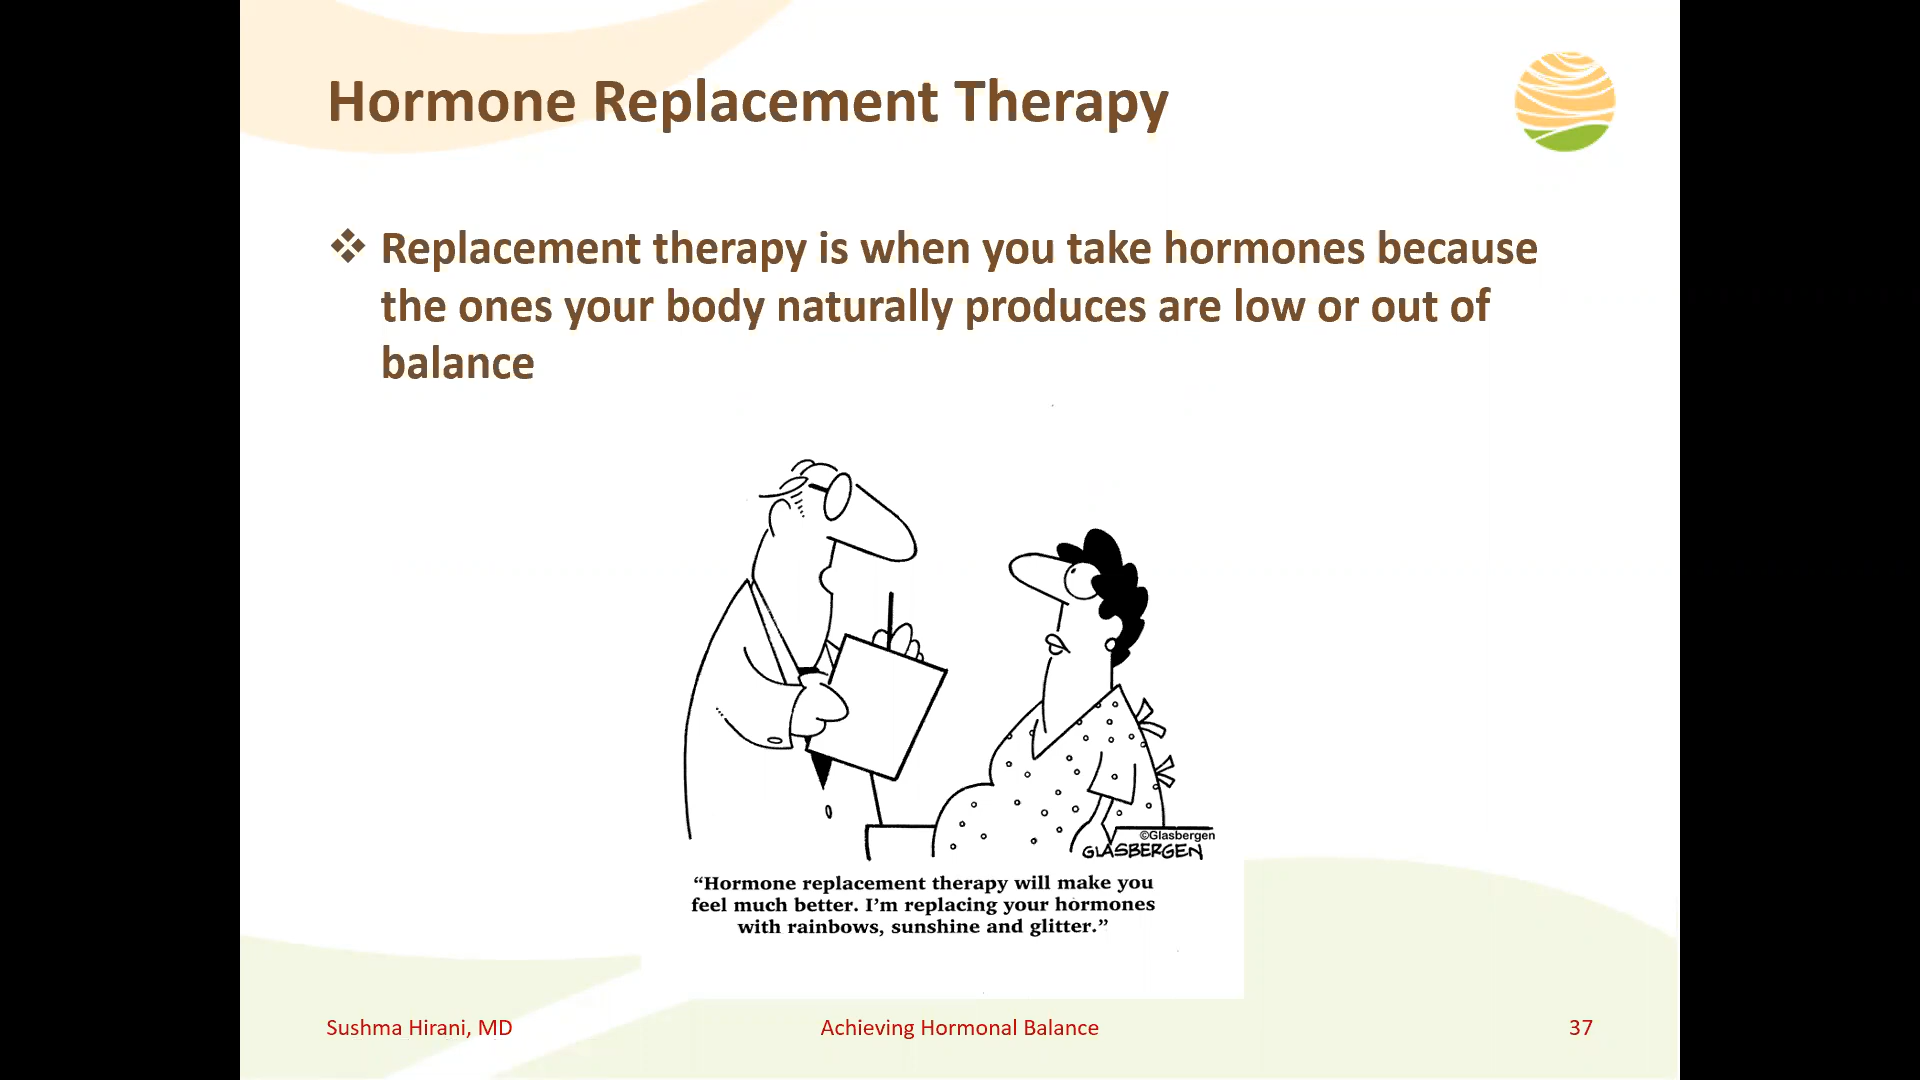 Hormone Replacement Therapy
Replacement therapy is when you take hormones because
the ones your body naturally produces are low or out of
balance
©Glasbergen
GLASBERGEN
“Hormone replacement therapy will make you
feel much better. I’m replacing your hormones
with rainbows, sunshine and glitter.”
Sushma Hirani, MD
Achieving Hormonal Balance
37